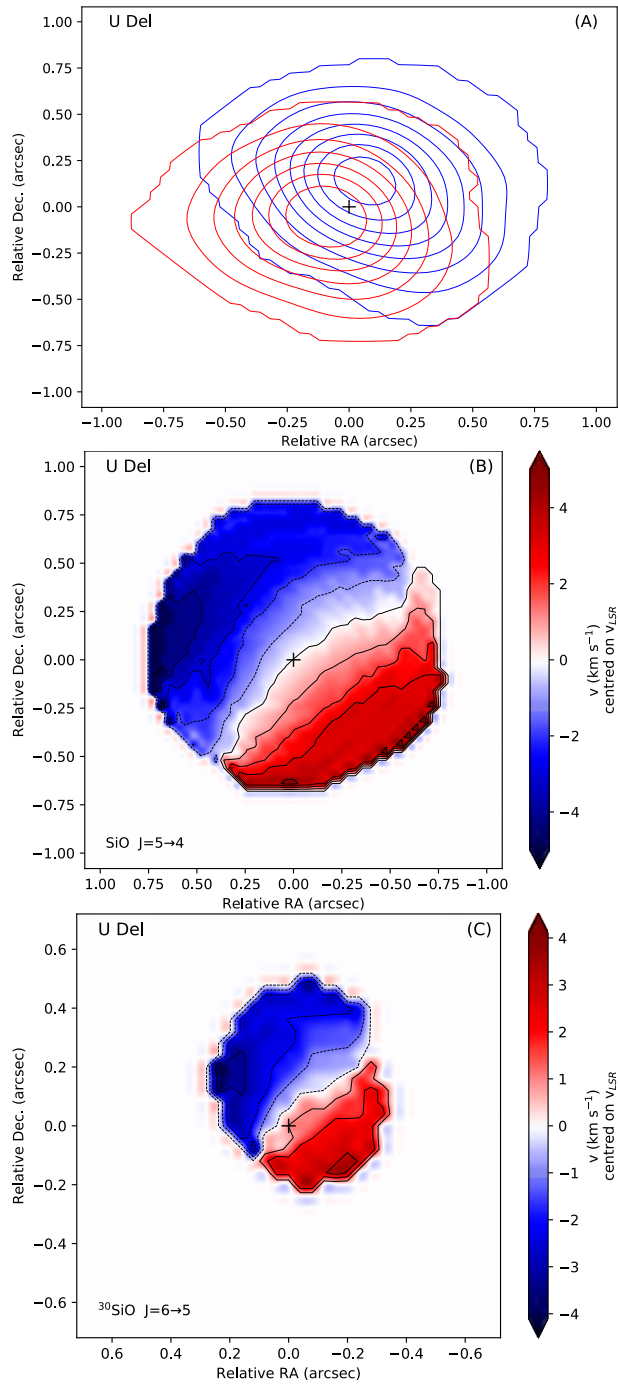 U Del (A)
1.00
0.75
0.50
0.25
0.00
−0.25
−0.50
−0.75
−1.00
Relative Dec. (arcsec)
−1.00 −0.75 −0.50 −0.25 0.00 0.25 0.50 0.75 1.00
Relative RA (arcsec)
U Del (B)
1.00
0.75
0.50
0.25
0.00
−0.25
−0.50
−0.75
−1.00
Relative Dec. (arcsec)
SiO J=5→4
1.00 0.75 0.50 0.25 0.00 −0.25 −0.50 −0.75 −1.00
Relative RA (arcsec)
4
2
0
−2
−4
v (km s⁻¹)
centred on v_LSR
U Del (C)
0.6
0.4
0.2
0.0
−0.2
−0.4
−0.6
Relative Dec. (arcsec)
³⁰SiO J=6→5
0.6 0.4 0.2 0.0 −0.2 −0.4 −0.6
Relative RA (arcsec)
4
3
2
1
0
−1
−2
−3
−4
v (km s⁻¹)
centred on v_LSR